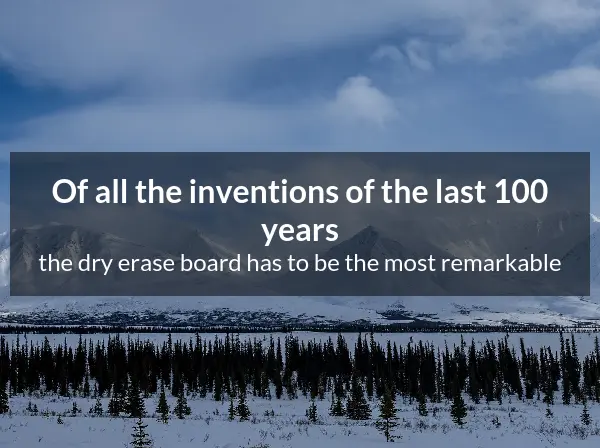 Of all the inventions of the last 100
years
the dry erase board has to be the most remarkable